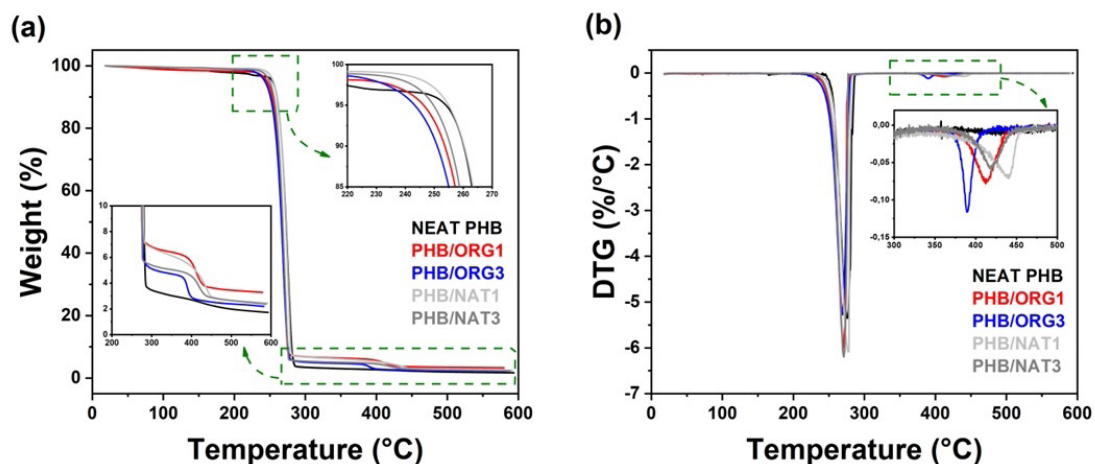 (a)
100
80
60
40
20
0
Weight (%)
0 100 200 300 400 500 600
Temperature (°C)
100
95
90
85
220 230 240 250 260 270
10
8
6
4
2
0
200 300 400 500 600
NEAT PHB
PHB/ORG1
PHB/ORG3
PHB/NAT1
PHB/NAT3
(b)
0
-1
-2
-3
-4
-5
-6
-7
DTG (%/°C)
0 100 200 300 400 500 600
Temperature (°C)
0,00
-0,05
-0,10
-0,15
300 350 400 450 500
NEAT PHB
PHB/ORG1
PHB/ORG3
PHB/NAT1
PHB/NAT3